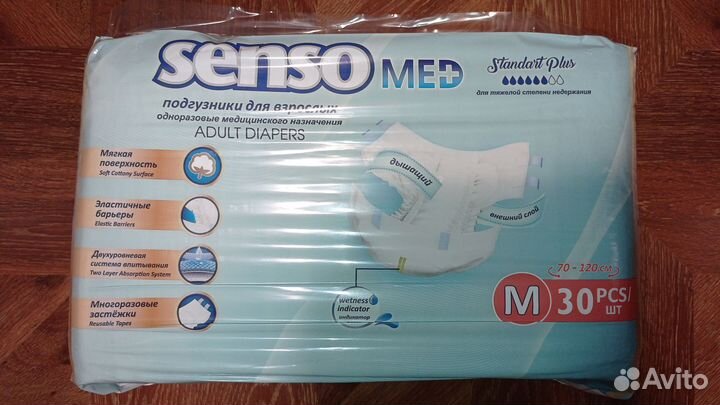 senso MED
Standart Plus
для тяжелой степени недержания
подгузники для взрослых
одноразовые медицинского назначения
ADULT DIAPERS
Мягкая
поверхность
Soft Cottony Surface
Эластичные
барьеры
Elastic Barriers
Двухуровневая
система впитывания
Two Layer Absorption System
Многоразовые
застёжки
Reusable Tapes
дышащий
внешний слой
wetness
indicator
индикатор
70 - 120 см
M 30 PCS/
ШТ
Avito